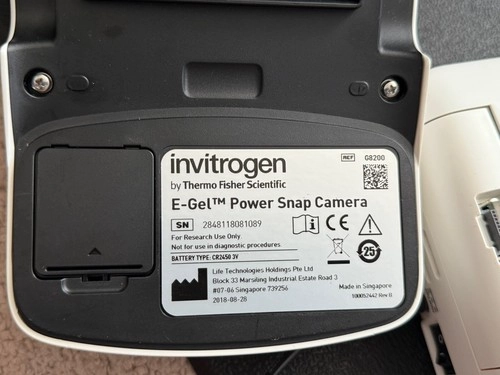 invitrogen
by Thermo Fisher Scientific
REF G8200
E-Gel™ Power Snap Camera
SN 2848118081089
For Research Use Only
Not for use in diagnostic procedures
BATTERY TYPE: CR2450 3V
25
Life Technologies Holdings Pte Ltd
Block 33 Marsiling Industrial Estate Road 3
#07-06 Singapore 739256
2018-08-28
Made in Singapore
100052442 Rev B